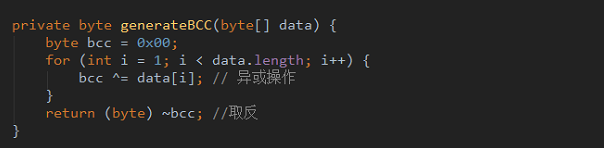 private byte generateBCC(byte[] data) {
    byte bcc = 0x00;
    for (int i = 1; i < data.length; i++) {
        bcc ^= data[i]; // 异或操作
    }
    return (byte) ~bcc; //取反
}